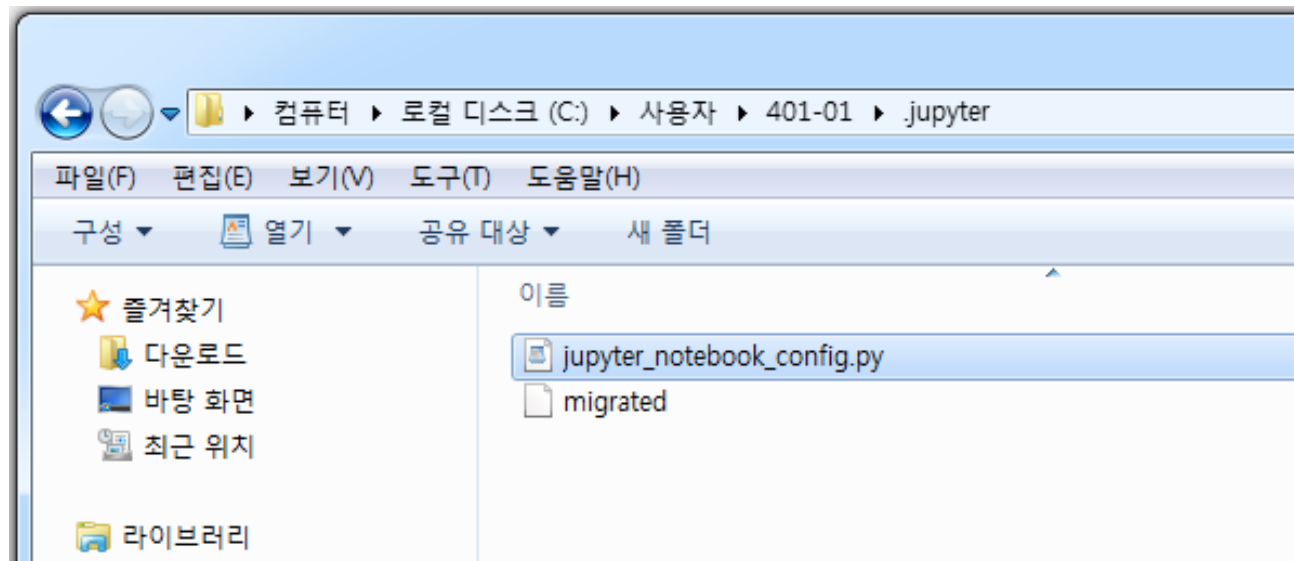 컴퓨터 ▸ 로컬 디스크 (C:) ▸ 사용자 ▸ 401-01 ▸ .jupyter
파일(F) 편집(E) 보기(V) 도구(T) 도움말(H)
구성 열기 공유 대상 새 폴더
즐겨찾기
다운로드
바탕 화면
최근 위치
라이브러리
이름
jupyter_notebook_config.py
migrated